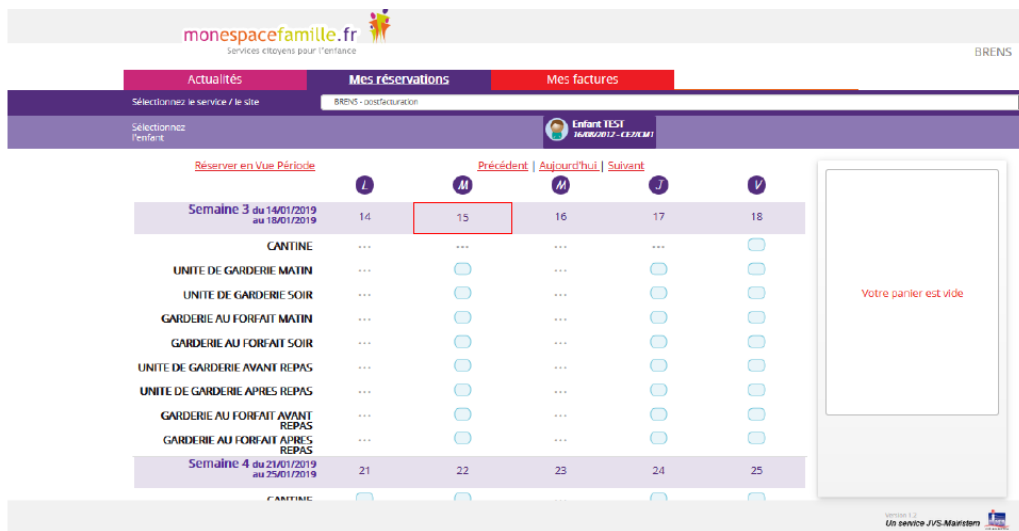 monespacefamille.fr
Services citoyens pour l'enfance
BRENS
Actualités Mes réservations Mes factures
Sélectionnez le service / le site BRENS - postfacturation
Sélectionnez
l'enfant
Enfant TEST
16/08/2012 - CE2/CM1
Réserver en Vue Période Précédent | Aujourd'hui | Suivant
L M M J V
Semaine 3 du 14/01/2019
au 18/01/2019
14 15 16 17 18
CANTINE --- --- --- ---
UNITE DE GARDERIE MATIN --- ---
UNITE DE GARDERIE SOIR --- ---
Votre panier est vide
GARDERIE AU FORFAIT MATIN --- ---
GARDERIE AU FORFAIT SOIR --- ---
UNITE DE GARDERIE AVANT REPAS --- ---
UNITE DE GARDERIE APRES REPAS --- ---
GARDERIE AU FORFAIT AVANT
REPAS --- ---
GARDERIE AU FORFAIT APRES
REPAS --- ---
Semaine 4 du 21/01/2019
au 25/01/2019
21 22 23 24 25
CANTINE ---
Version 1.2
Un service JVS-Mairistem